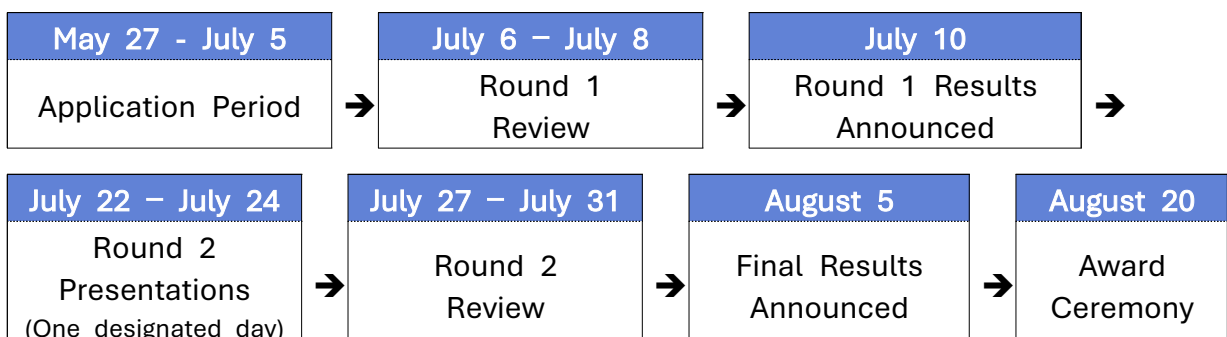 May 27 - July 5
Application Period
➔
July 6 – July 8
Round 1
Review
➔
July 10
Round 1 Results
Announced
➔
July 22 – July 24
Round 2
Presentations
(One designated day)
➔
July 27 – July 31
Round 2
Review
➔
August 5
Final Results
Announced
➔
August 20
Award
Ceremony